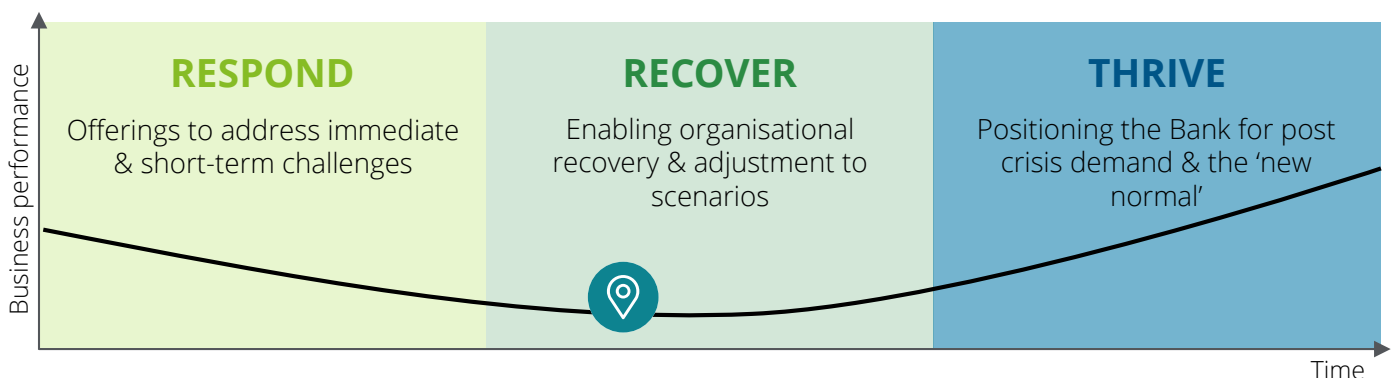 Business performance
RESPOND
Offerings to address immediate
& short-term challenges
RECOVER
Enabling organisational
recovery & adjustment to
scenarios
THRIVE
Positioning the Bank for post
crisis demand & the ‘new
normal’
Time